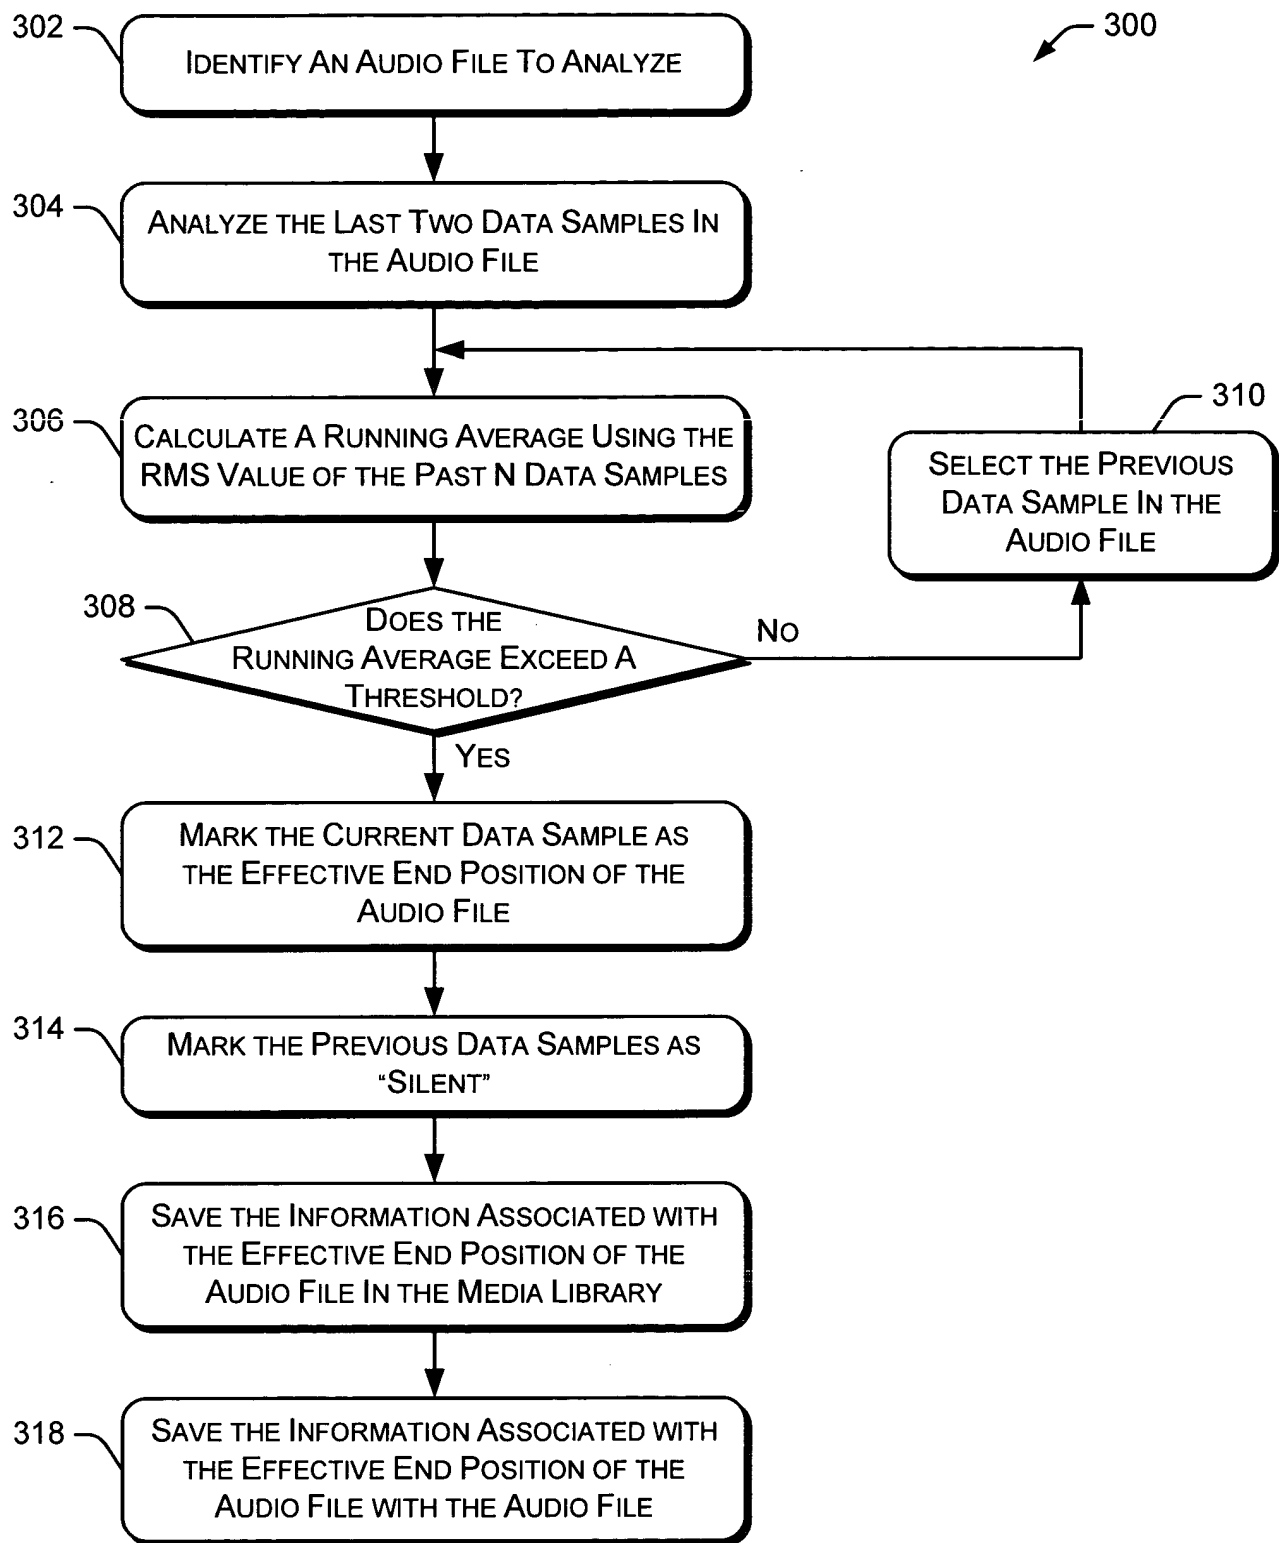 300
302
IDENTIFY AN AUDIO FILE TO ANALYZE
304
ANALYZE THE LAST TWO DATA SAMPLES IN
THE AUDIO FILE
306
CALCULATE A RUNNING AVERAGE USING THE
RMS VALUE OF THE PAST N DATA SAMPLES
310
SELECT THE PREVIOUS
DATA SAMPLE IN THE
AUDIO FILE
308
DOES THE
RUNNING AVERAGE EXCEED A
THRESHOLD?
NO
YES
312
MARK THE CURRENT DATA SAMPLE AS
THE EFFECTIVE END POSITION OF THE
AUDIO FILE
314
MARK THE PREVIOUS DATA SAMPLES AS
“SILENT”
316
SAVE THE INFORMATION ASSOCIATED WITH
THE EFFECTIVE END POSITION OF THE
AUDIO FILE IN THE MEDIA LIBRARY
318
SAVE THE INFORMATION ASSOCIATED WITH
THE EFFECTIVE END POSITION OF THE
AUDIO FILE WITH THE AUDIO FILE